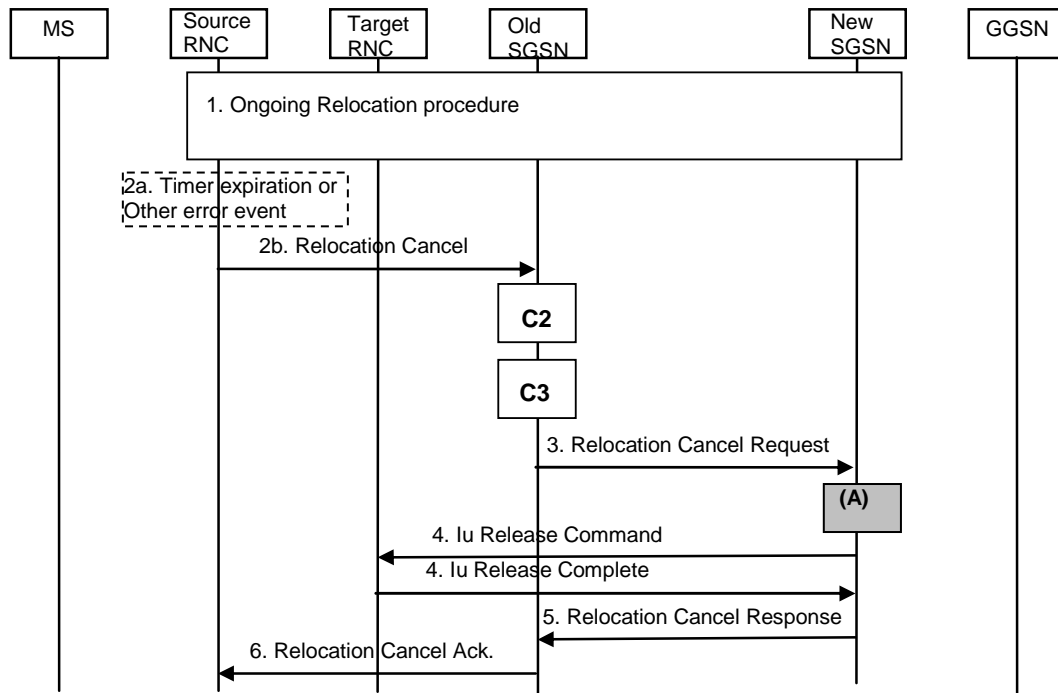 MS
Source
RNC
Target
RNC
Old
SGSN
New
SGSN
GGSN
1. Ongoing Relocation procedure
2a. Timer expiration or
Other error event
2b. Relocation Cancel
C2
C3
3. Relocation Cancel Request
(A)
4. Iu Release Command
4. Iu Release Complete
5. Relocation Cancel Response
6. Relocation Cancel Ack.